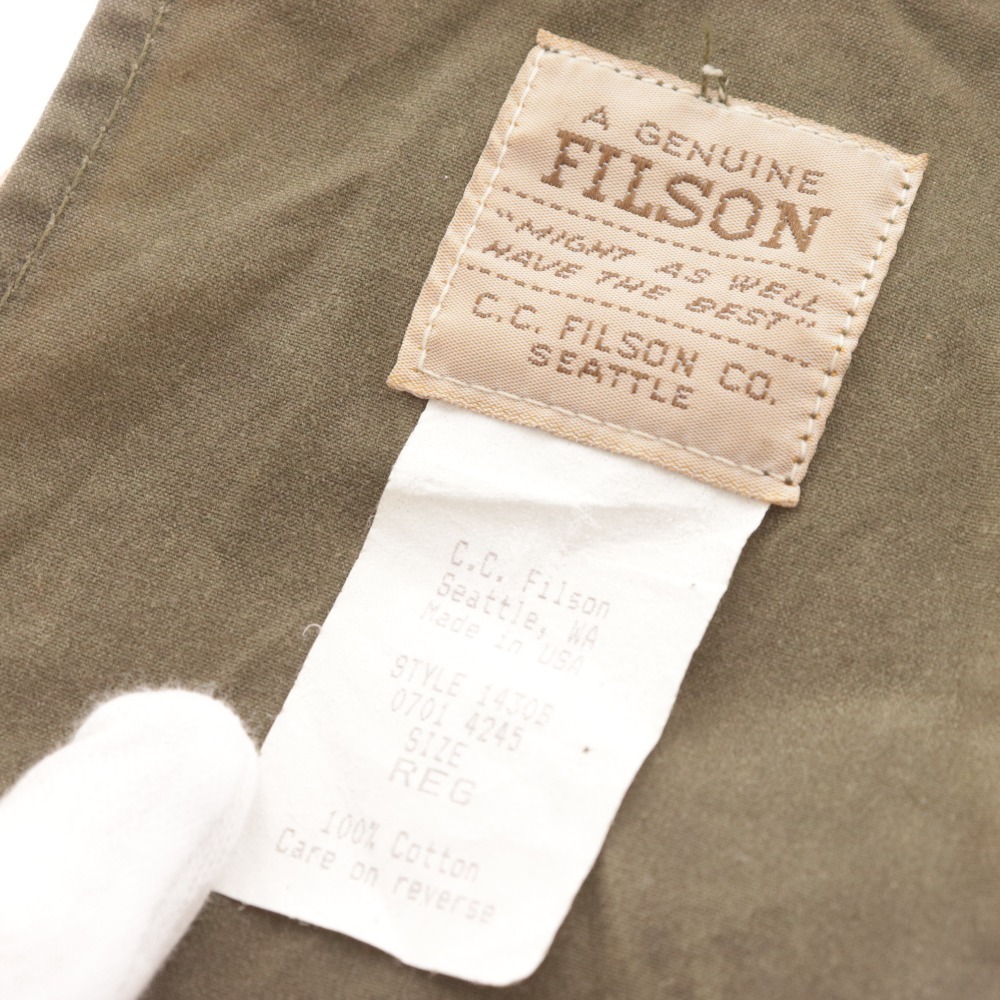 A GENUINE
FILSON
"MIGHT AS WELL
HAVE THE BEST"
C.C. FILSON CO.
SEATTLE
C.C. Filson
Seattle, WA
Made in USA
STYLE 1430B
0701 4245
SIZE
REG
100% Cotton
Care on reverse